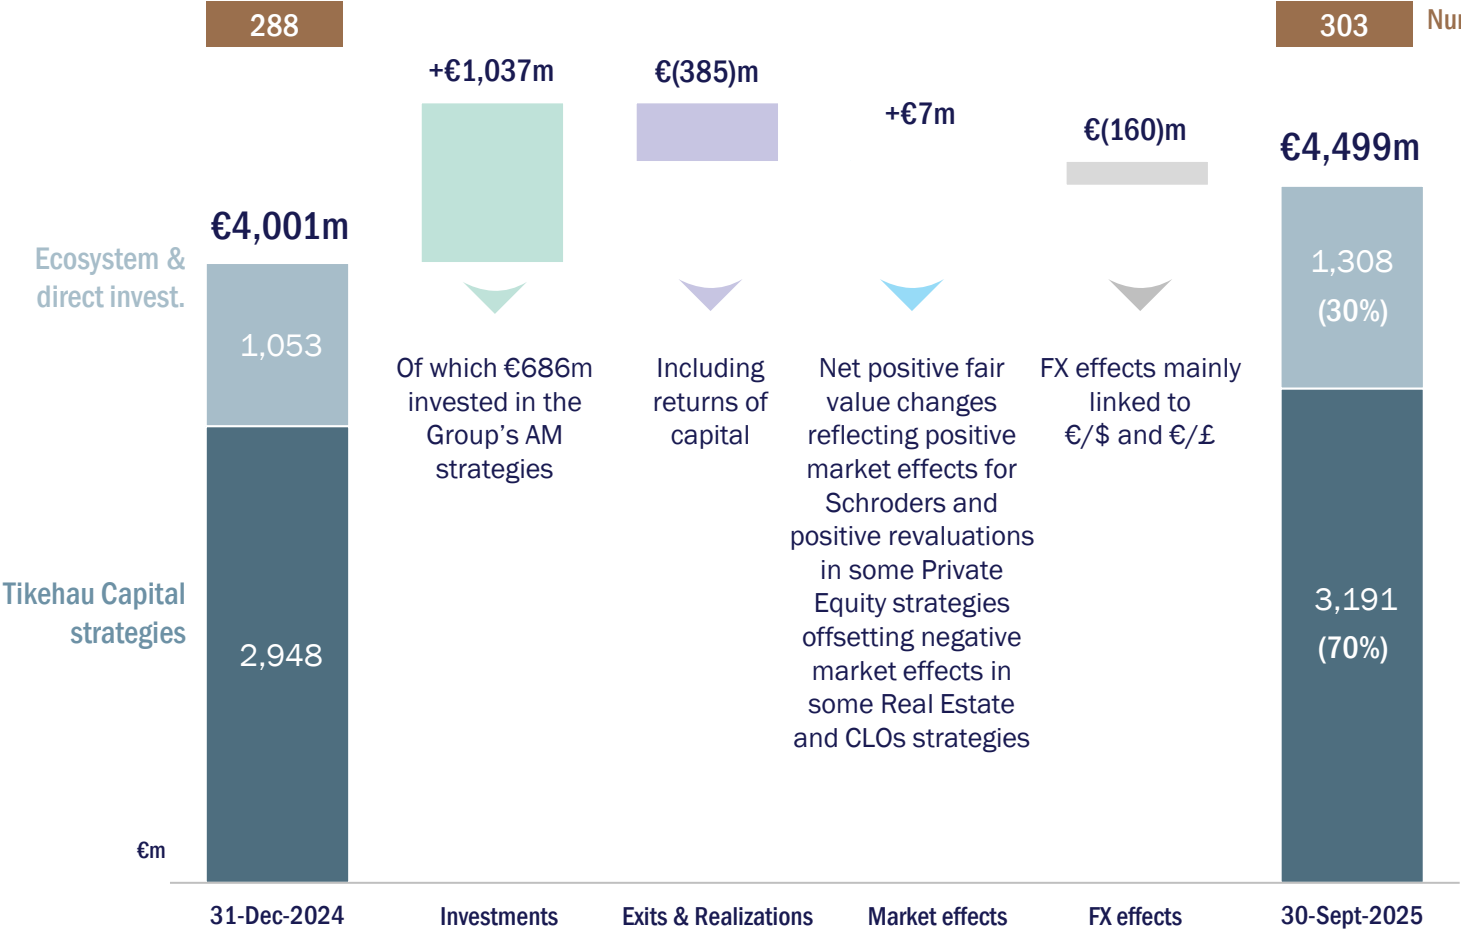 288
303
+€1,037m
€(385)m
+€7m
€(160)m
€4,499m
€4,001m
Ecosystem &
direct invest.
1,053
1,308
(30%)
Of which €686m
invested in the
Group's AM
strategies
Including
returns of
capital
Net positive fair
value changes
reflecting positive
market effects for
Schroders and
positive revaluations
in some Private
Equity strategies
offsetting negative
market effects in
some Real Estate
and CLOs strategies
FX effects mainly
linked to
€/$ and €/£
Tikehau Capital
strategies
2,948
3,191
(70%)
€m
31-Dec-2024
Investments
Exits & Realizations
Market effects
FX effects
30-Sept-2025